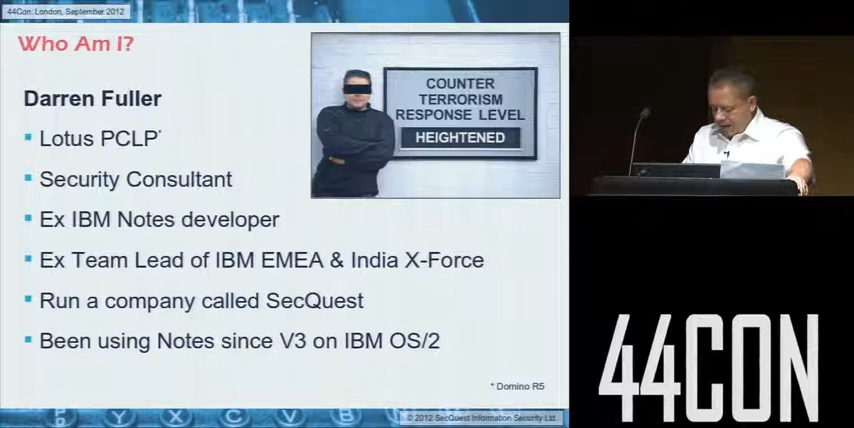 44Con: London, September 2012
Who Am I?
COUNTER
TERRORISM
RESPONSE LEVEL
HEIGHTENED
Darren Fuller
Lotus PCLP*
Security Consultant
Ex IBM Notes developer
Ex Team Lead of IBM EMEA & India X-Force
Run a company called SecQuest
Been using Notes since V3 on IBM OS/2
* Domino R5
Y X C V B
© 2012 SecQuest Information Security Ltd.
44CON